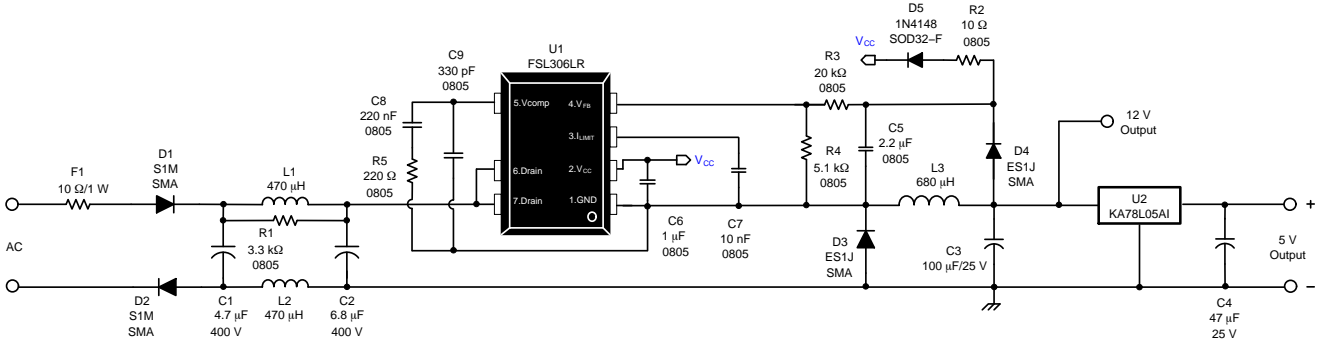 D5
1N4148
SOD32–F
R2
10 Ω
0805
VCC
U1
FSL306LR
C9
330 pF
0805
R3
20 kΩ
0805
C8
220 nF
0805
5.Vcomp
4.VFB
3.ILIMIT
2.VCC
VCC
6.Drain
7.Drain
1.GND
R5
220 Ω
0805
C5
2.2 μF
0805
R4
5.1 kΩ
0805
D4
ES1J
SMA
12 V
Output
F1
10 Ω/1 W
D1
S1M
SMA
L1
470 μH
L3
680 μH
U2
KA78L05AI
+
AC
R1
3.3 kΩ
0805
C6
1 μF
0805
C7
10 nF
0805
D3
ES1J
SMA
C3
100 μF/25 V
5 V
Output
–
D2
S1M
SMA
C1
4.7 μF
400 V
L2
470 μH
C2
6.8 μF
400 V
C4
47 μF
25 V